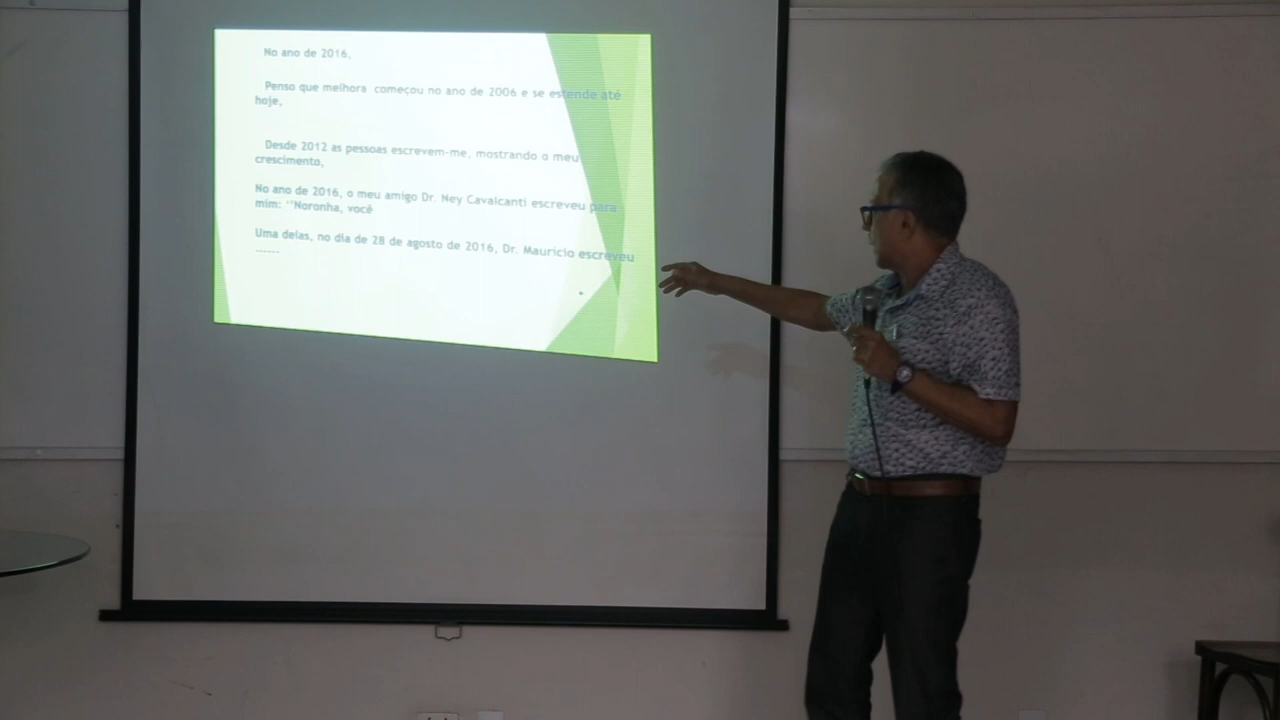 No ano de 2016,
Penso que melhora começou no ano de 2006 e se estende até
hoje,
Desde 2012 as pessoas escrevem-me, mostrando o meu
crescimento,
No ano de 2016, o meu amigo Dr. Ney Cavalcanti escreveu para
mim: "Noronha, você
Uma delas, no dia de 28 de agosto de 2016, Dr. Mauricio escreveu
......